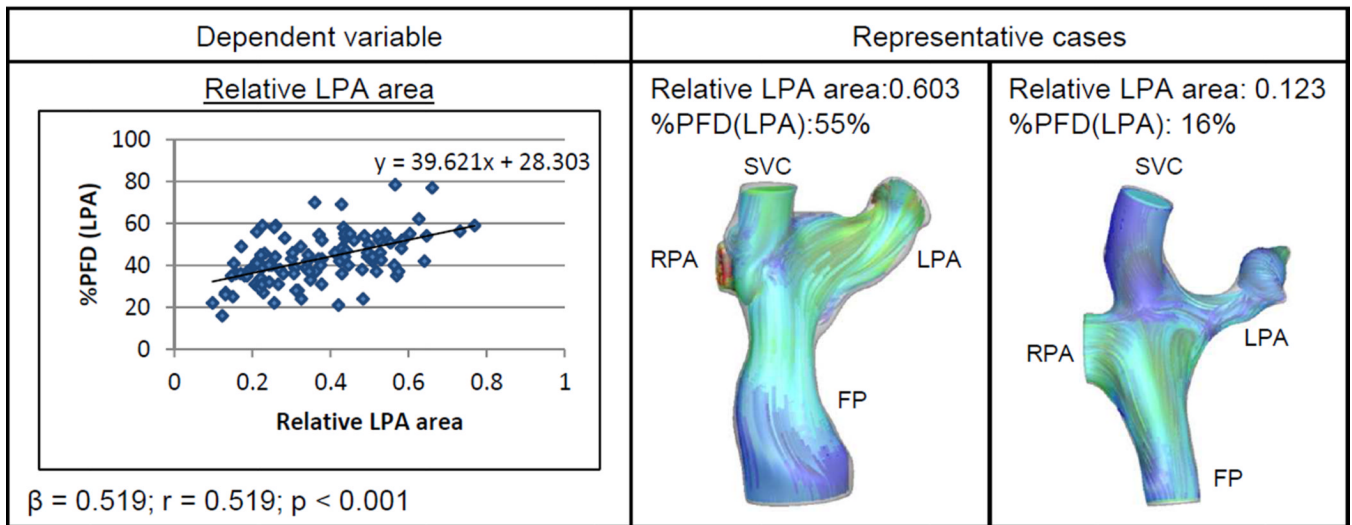 Dependent variable
Representative cases
Relative LPA area
%PFD (LPA)
100
80
60
40
20
0
y = 39.621x + 28.303
0 0.2 0.4 0.6 0.8 1
Relative LPA area
β = 0.519; r = 0.519; p < 0.001
Relative LPA area:0.603
%PFD(LPA):55%
SVC
RPA
LPA
FP
Relative LPA area: 0.123
%PFD(LPA): 16%
SVC
RPA
LPA
FP